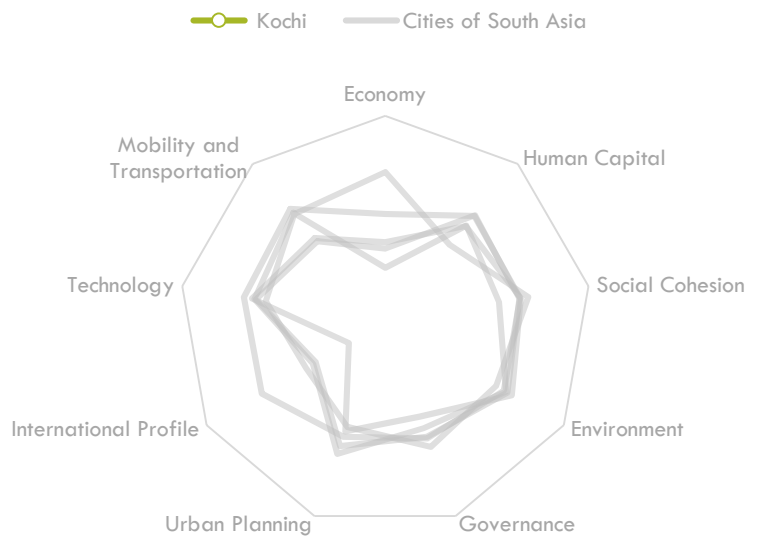 Kochi
Cities of South Asia
Economy
Mobility and
Transportation
Human Capital
Technology
Social Cohesion
International Profile
Environment
Urban Planning
Governance